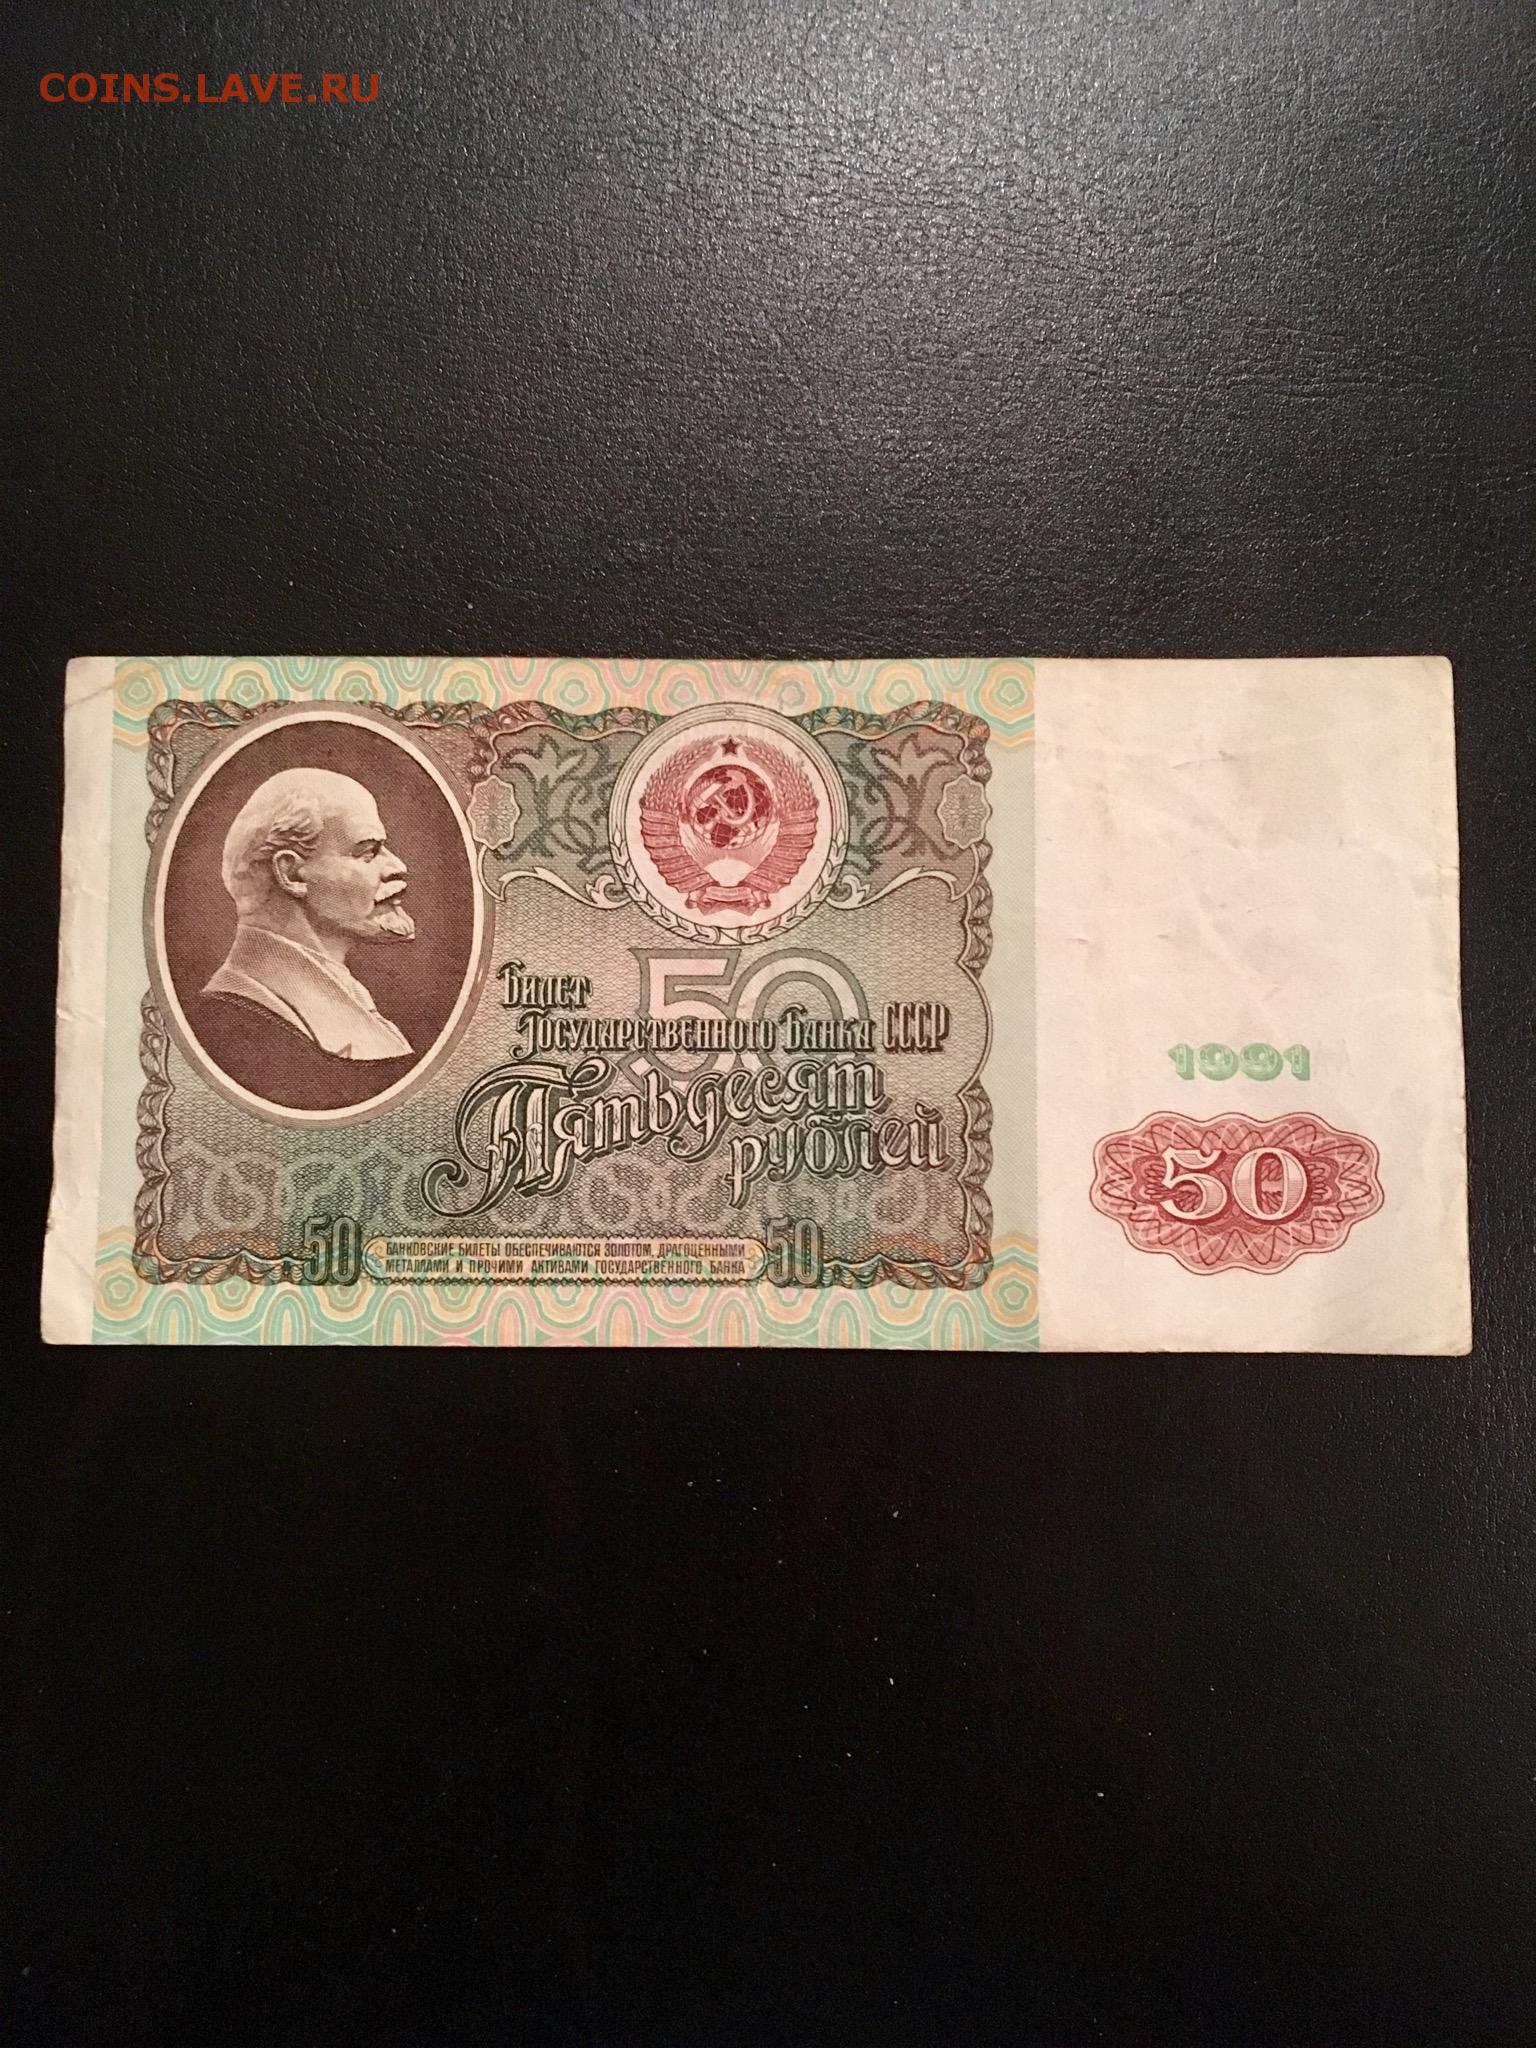 COINS.LAVE.RU
Билет
Государственного Банка СССР
50
Пятьдесят
рублей
1991
50
50
БАНКОВСКИЕ БИЛЕТЫ ОБЕСПЕЧИВАЮТСЯ ЗОЛОТОМ, ДРАГОЦЕННЫМИ
МЕТАЛЛАМИ И ПРОЧИМИ АКТИВАМИ ГОСУДАРСТВЕННОГО БАНКА
50